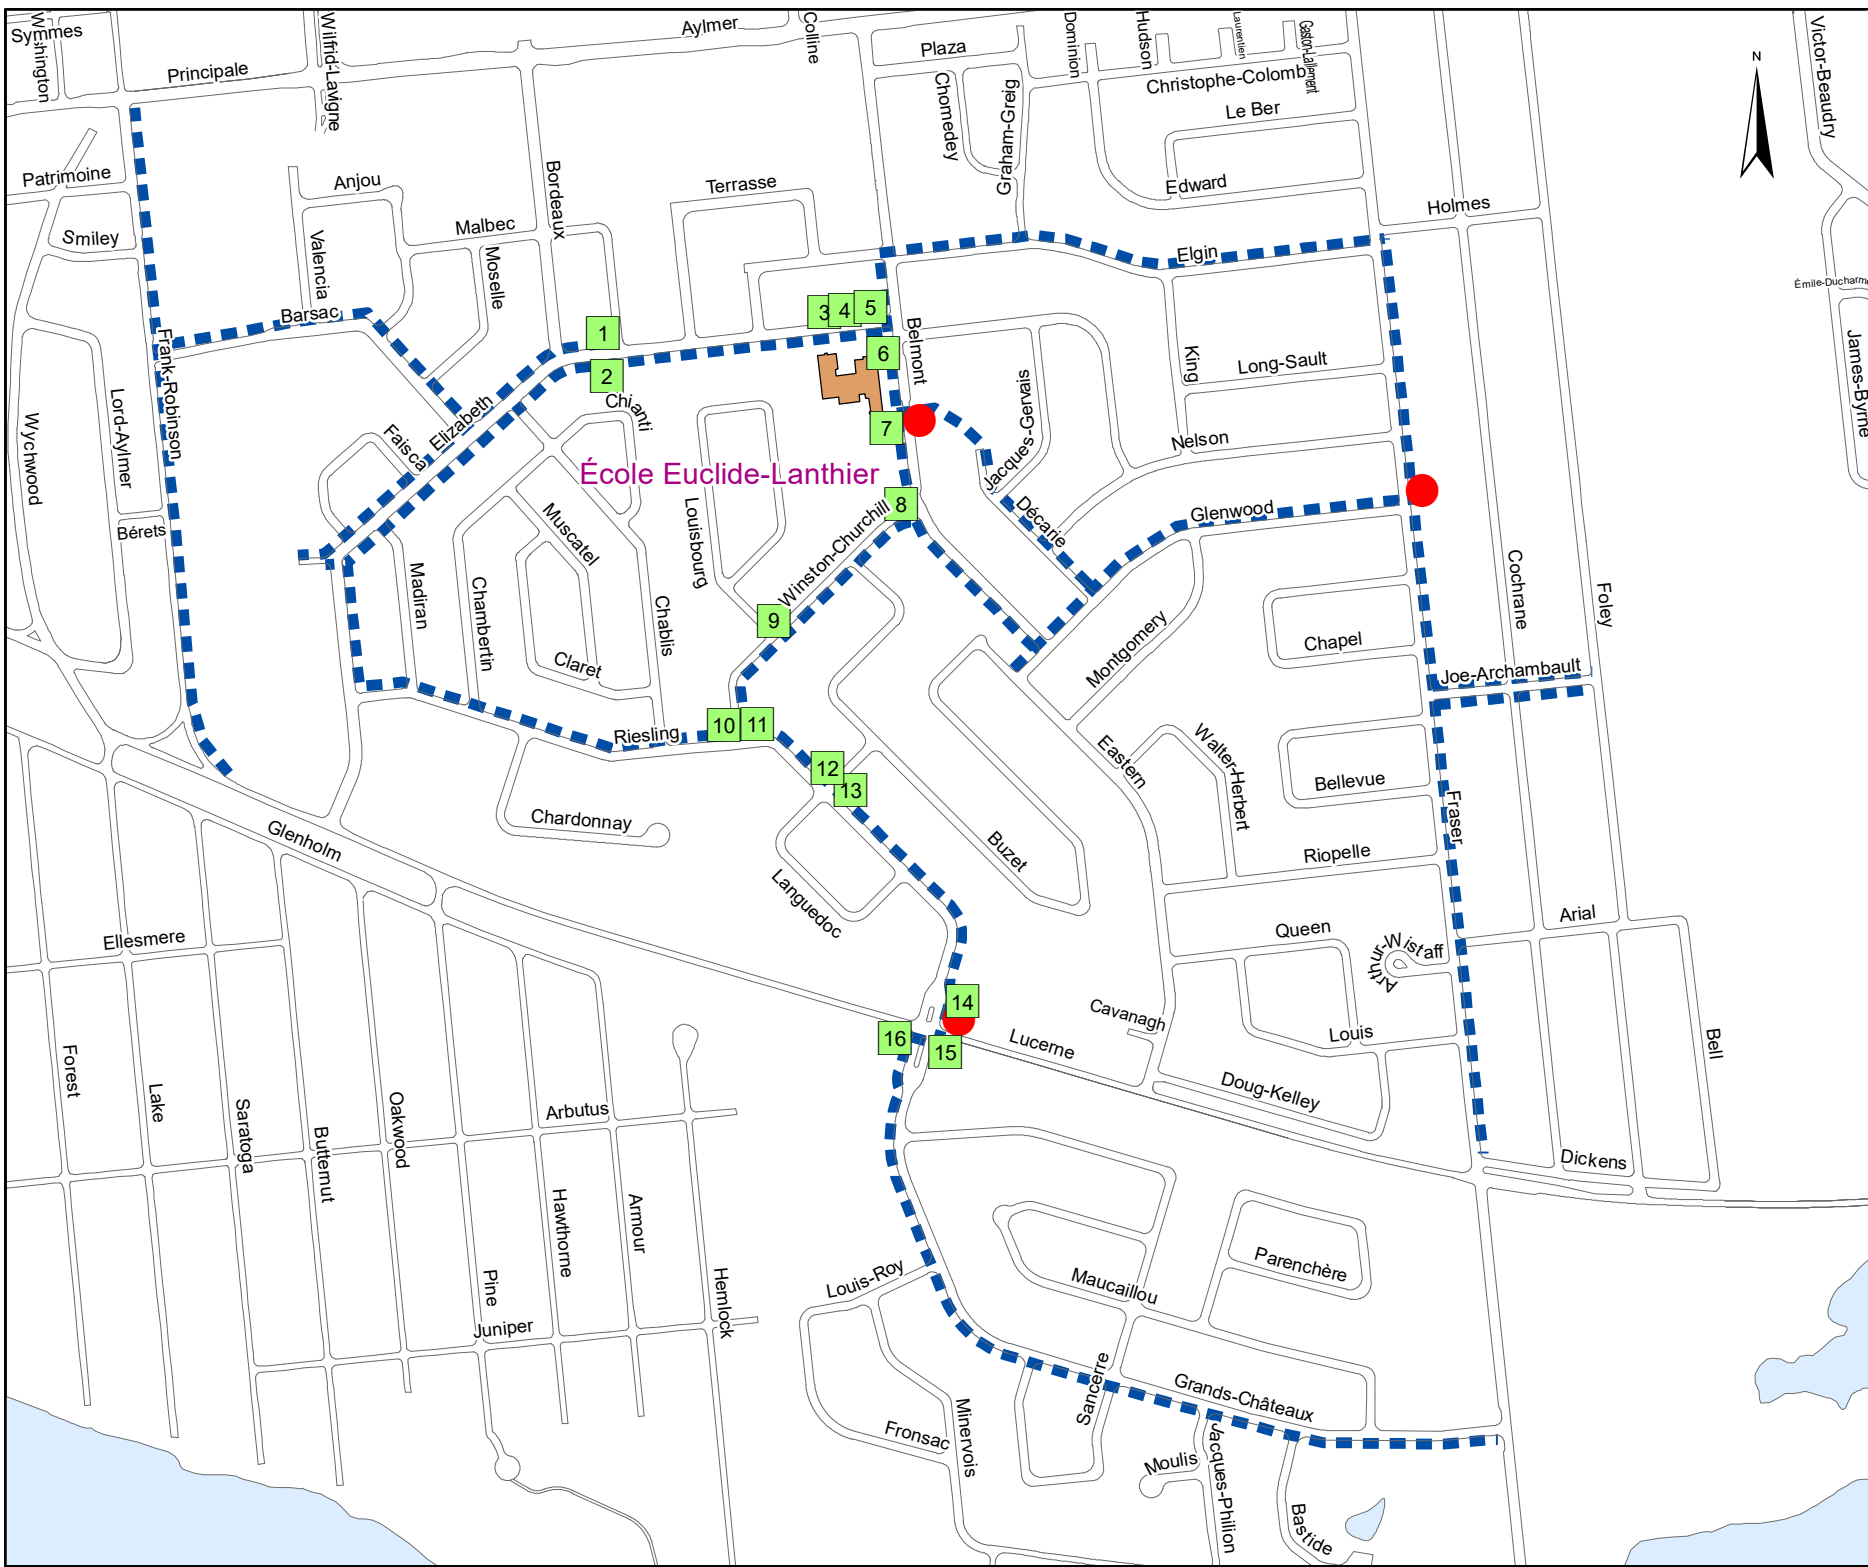 Symmes
Washington
Principale
Wilfrid-Lavigne
Aylmer
Colline
Plaza
Dominion
Hudson
Laurentien
Gaston-Lallement
Christophe-Colomb
Victor-Beaudry
N
Chomedey
Graham-Greig
Le Ber
Patrimoine
Anjou
Bordeaux
Terrasse
Edward
Holmes
Smiley
Valencia
Malbec
Moselle
Elgin
Barsac
Frank-Robinson
1
2
3
4
5
6
Belmont
King
Long-Sault
James-Byrne
Lord-Aylmer
Wychwood
Chianti
Elizabeth
Faisca
7
Jacques-Gervais
Nelson
École Euclide-Lanthier
Louisbourg
8
Winston-Churchill
Décarie
Glenwood
Bérets
Muscatel
Madiran
Chambertin
Chablis
9
Cochrane
Foley
Claret
Montgomery
Chapel
Joe-Archambault
10
11
Riesling
12
13
Eastern
Walter-Herbert
Bellevue
Fraser
Glenholm
Chardonnay
Buzet
Riopelle
Languedoc
Ellesmere
Queen
Arthur-Wistaff
Arial
14
15
16
Cavanagh
Lucerne
Louis
Bell
Forest
Lake
Saratoga
Butternut
Oakwood
Arbutus
Doug-Kelley
Dickens
Hawthorne
Armour
Pine
Hemlock
Juniper
Louis-Roy
Maucaillou
Parenchère
Sancerre
Grands-Châteaux
Fronsac
Minervois
Moulis
Jacques-Philion
Bastide